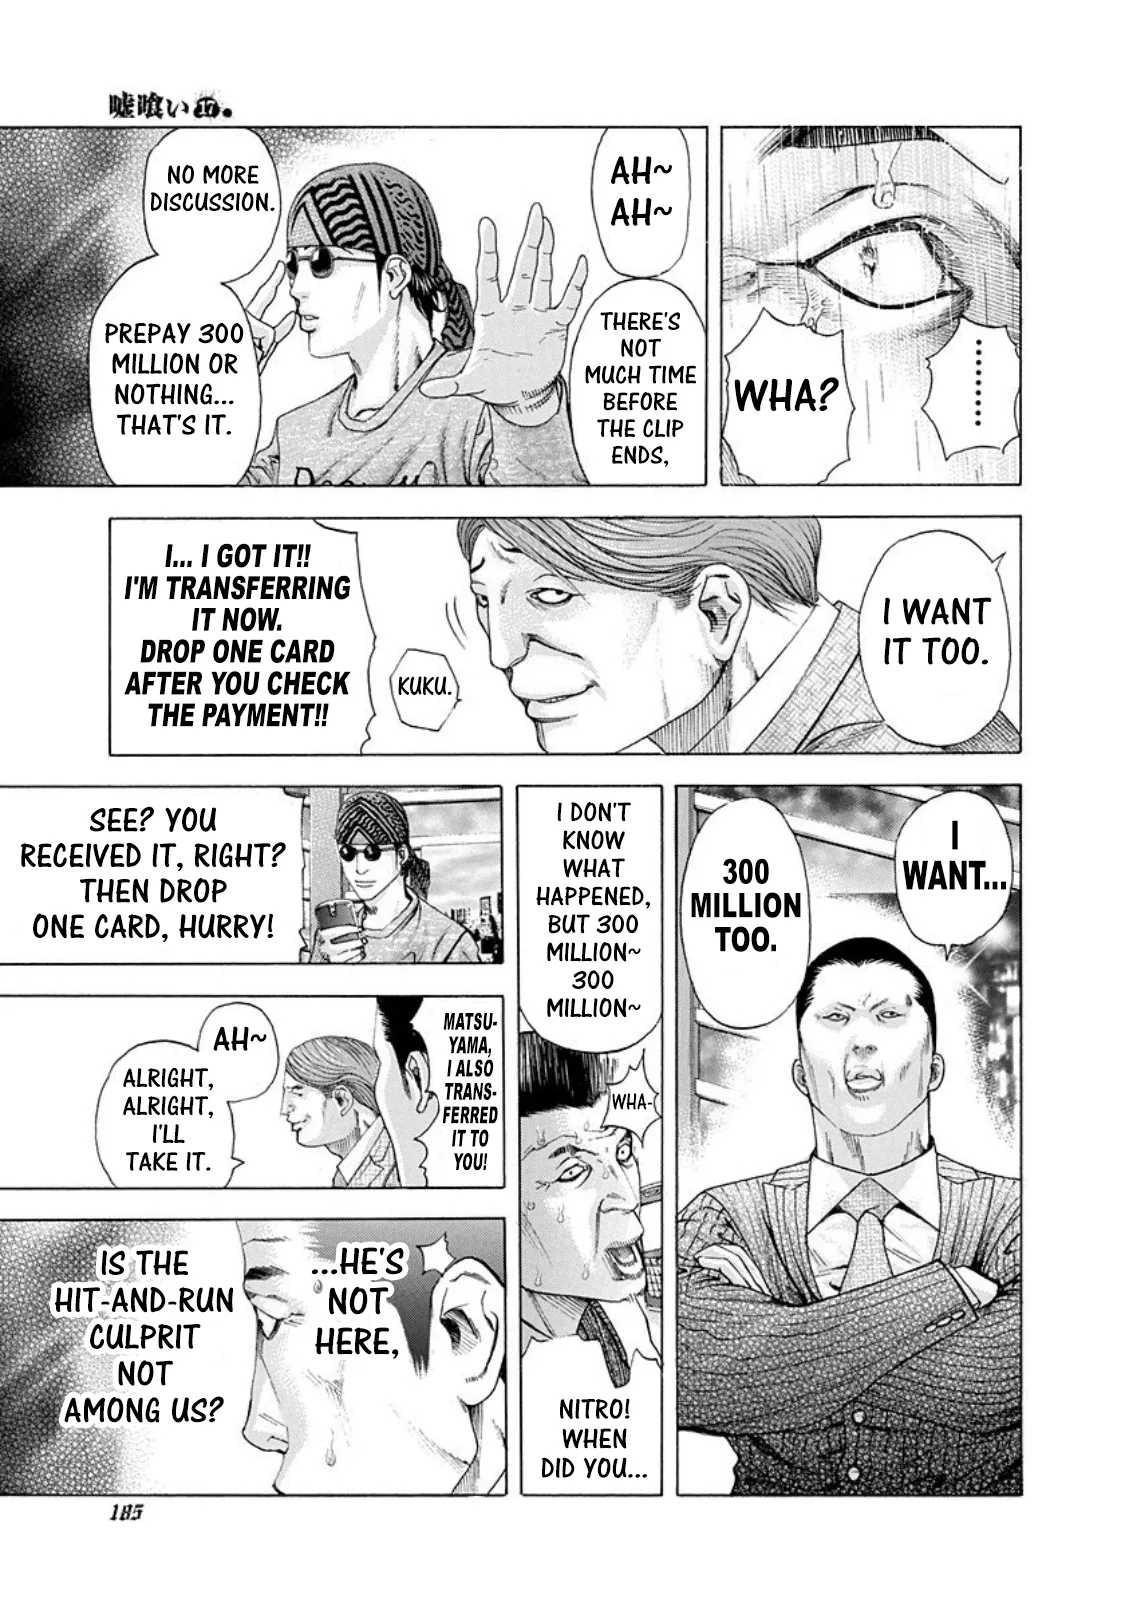 嘘喰い
.........
WHA?
AH~
AH~
THERE'S
NOT
MUCH TIME
BEFORE
THE CLIP
ENDS,
NO MORE
DISCUSSION.
PREPAY 300
MILLION OR
NOTHING...
THAT'S IT.
I WANT
IT TOO.
KUKU.
I... I GOT IT!!
I'M TRANSFERRING
IT NOW.
DROP ONE CARD
AFTER YOU CHECK
THE PAYMENT!!
I
WANT...
300
MILLION
TOO.
I DON'T
KNOW
WHAT
HAPPENED,
BUT 300
MILLION~
300
MILLION~
WHA-
NITRO!
WHEN
DID YOU...
SEE? YOU
RECEIVED IT, RIGHT?
THEN DROP
ONE CARD, HURRY!
MATSU-
YAMA,
I ALSO
TRANS-
FERRED
IT TO
YOU!
AH~
ALRIGHT,
ALRIGHT,
I'LL
TAKE IT.
...HE'S
NOT
HERE,
IS THE
HIT-AND-RUN
CULPRIT
NOT
AMONG US?
185